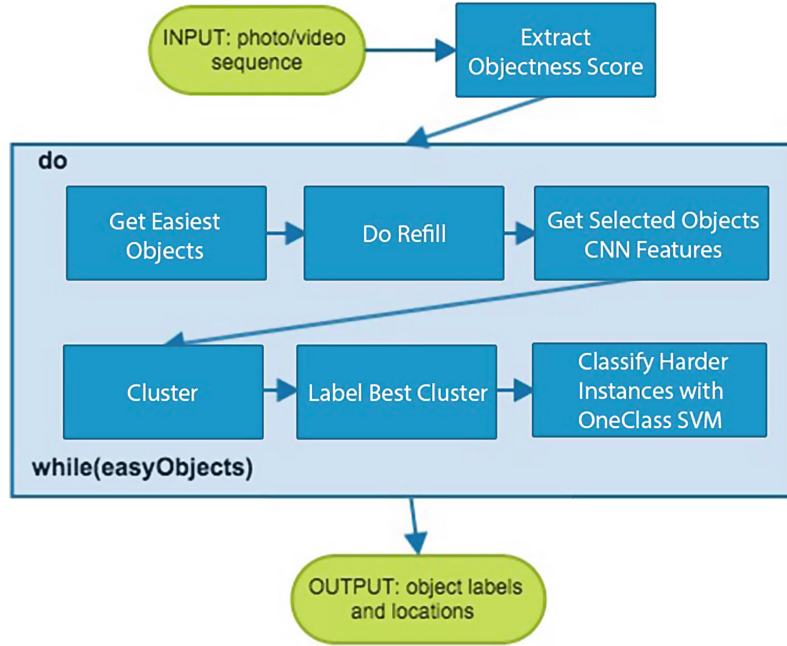 INPUT: photo/video
sequence
Extract
Objectness Score
do
Get Easiest
Objects
Do Refill
Get Selected Objects
CNN Features
Cluster
Label Best Cluster
Classify Harder
Instances with
OneClass SVM
while(easyObjects)
OUTPUT: object labels
and locations